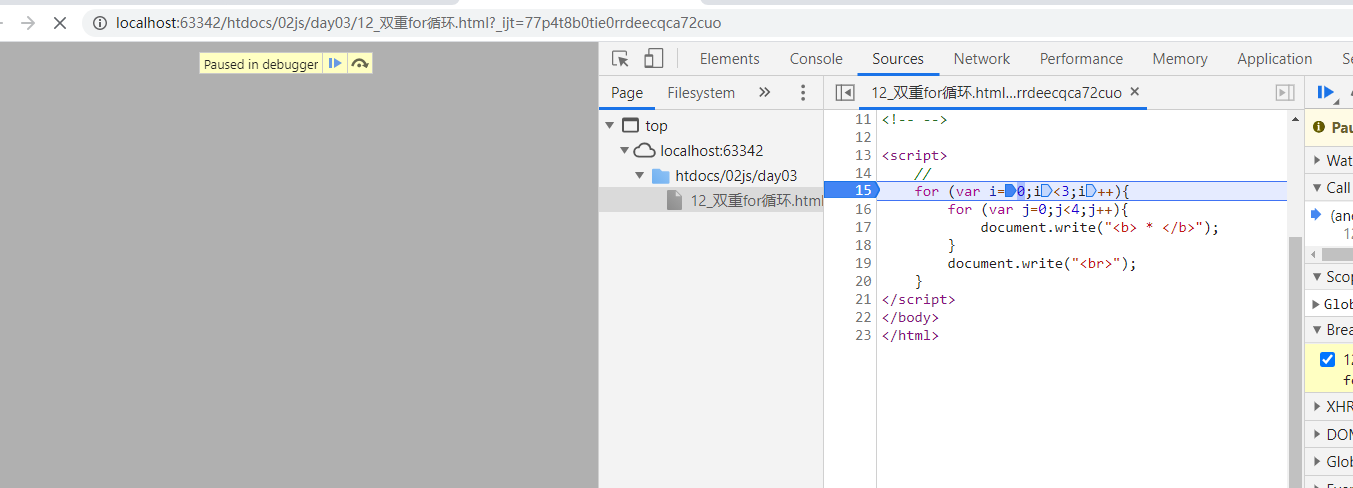 localhost:63342/htdocs/02js/day03/12_双重for循环.html?_ijt=77p4t8b0tie0rrdeecqca72cuo
Paused in debugger
Elements Console Sources Network Performance Memory Application
Page Filesystem
12_双重for循环.html...rrdeecqca72cuo
top
localhost:63342
htdocs/02js/day03
12_双重for循环.html
11 <!-- -->
12
13 <script>
14 //
15 for (var i=0;i<3;i++){
16 for (var j=0;j<4;j++){
17 document.write("<b> * </b>");
18 }
19 document.write("<br>");
20 }
21 </script>
22 </body>
23 </html>
Pau
Wat
Call
(ano
12
Scop
Glob
Brea
12
fo
XHR
DOM
Glob